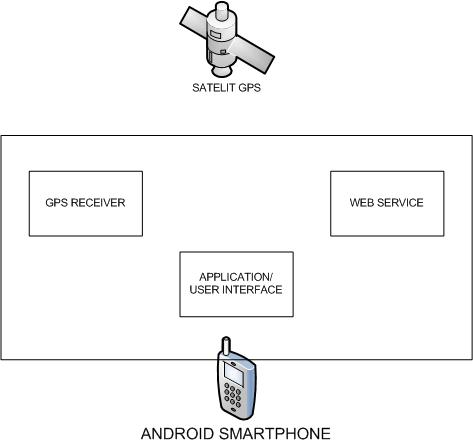 SATELIT GPS
GPS RECEIVER
WEB SERVICE
APPLICATION/
USER INTERFACE
ANDROID SMARTPHONE